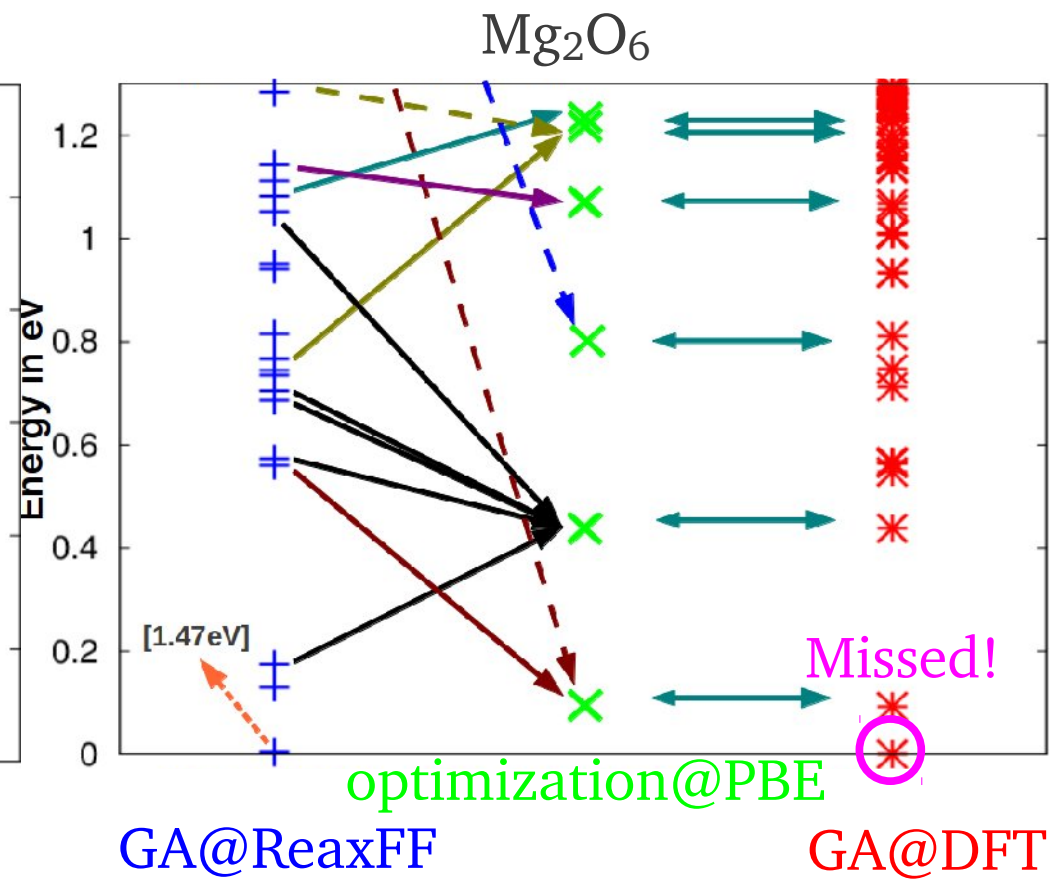 Mg₂O₆
Energy in ev
1.2
1
0.8
0.6
0.4
0.2
0
[1.47eV]
Missed!
optimization@PBE
GA@ReaxFF
GA@DFT